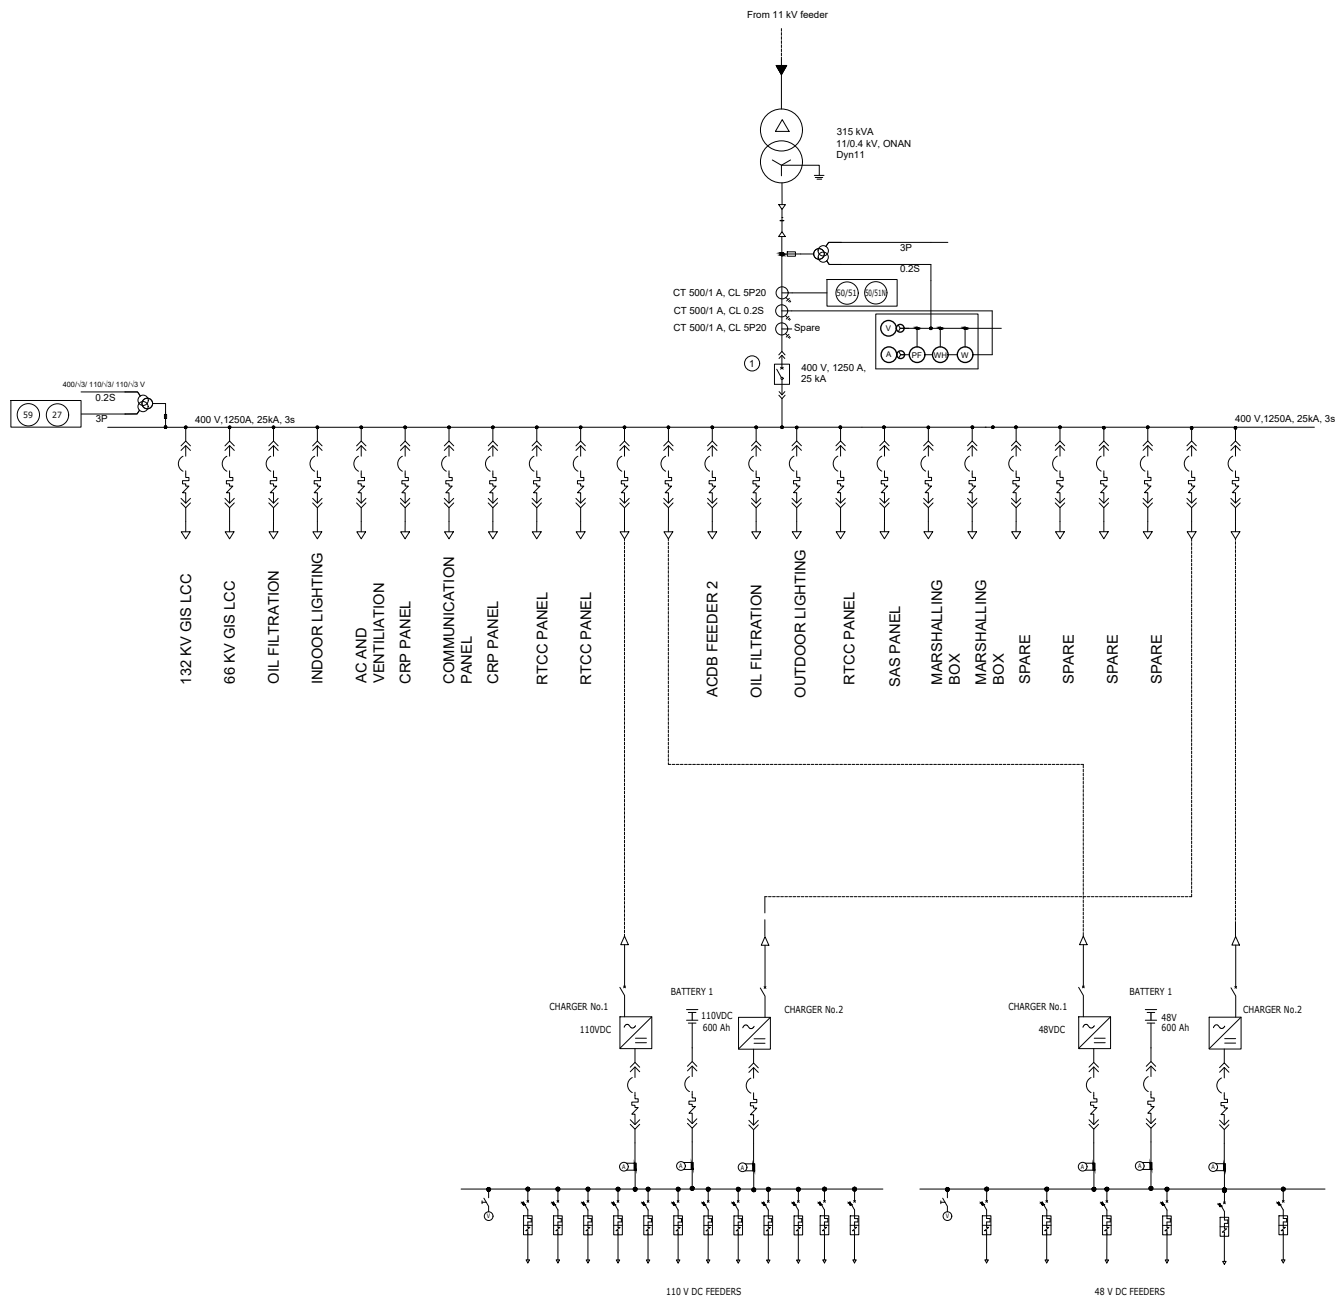 From 11 kV feeder
315 kVA
11/0.4 kV, ONAN
Dyn11
3P
0.2S
CT 500/1 A, CL 5P20
50/51
50/51N
CT 500/1 A, CL 0.2S
CT 500/1 A, CL 5P20
Spare
V
A
PF
WH
W
1
400 V, 1250 A,
25 kA
400/√3/ 110/√3/ 110/√3 V
0.2S
3P
59
27
400 V,1250A, 25kA, 3s
400 V,1250A, 25kA, 3s
132 KV GIS LCC
66 KV GIS LCC
OIL FILTRATION
INDOOR LIGHTING
AC AND
VENTILIATION
CRP PANEL
COMMUNICATION
PANEL
CRP PANEL
RTCC PANEL
RTCC PANEL
ACDB FEEDER 2
OIL FILTRATION
OUTDOOR LIGHTING
RTCC PANEL
SAS PANEL
MARSHALLING
BOX
MARSHALLING
BOX
SPARE
SPARE
SPARE
SPARE
CHARGER No.1
110VDC
BATTERY 1
110VDC
600 Ah
CHARGER No.2
CHARGER No.1
48VDC
BATTERY 1
48V
600 Ah
CHARGER No.2
A
A
A
A
A
A
V
V
110 V DC FEEDERS
48 V DC FEEDERS